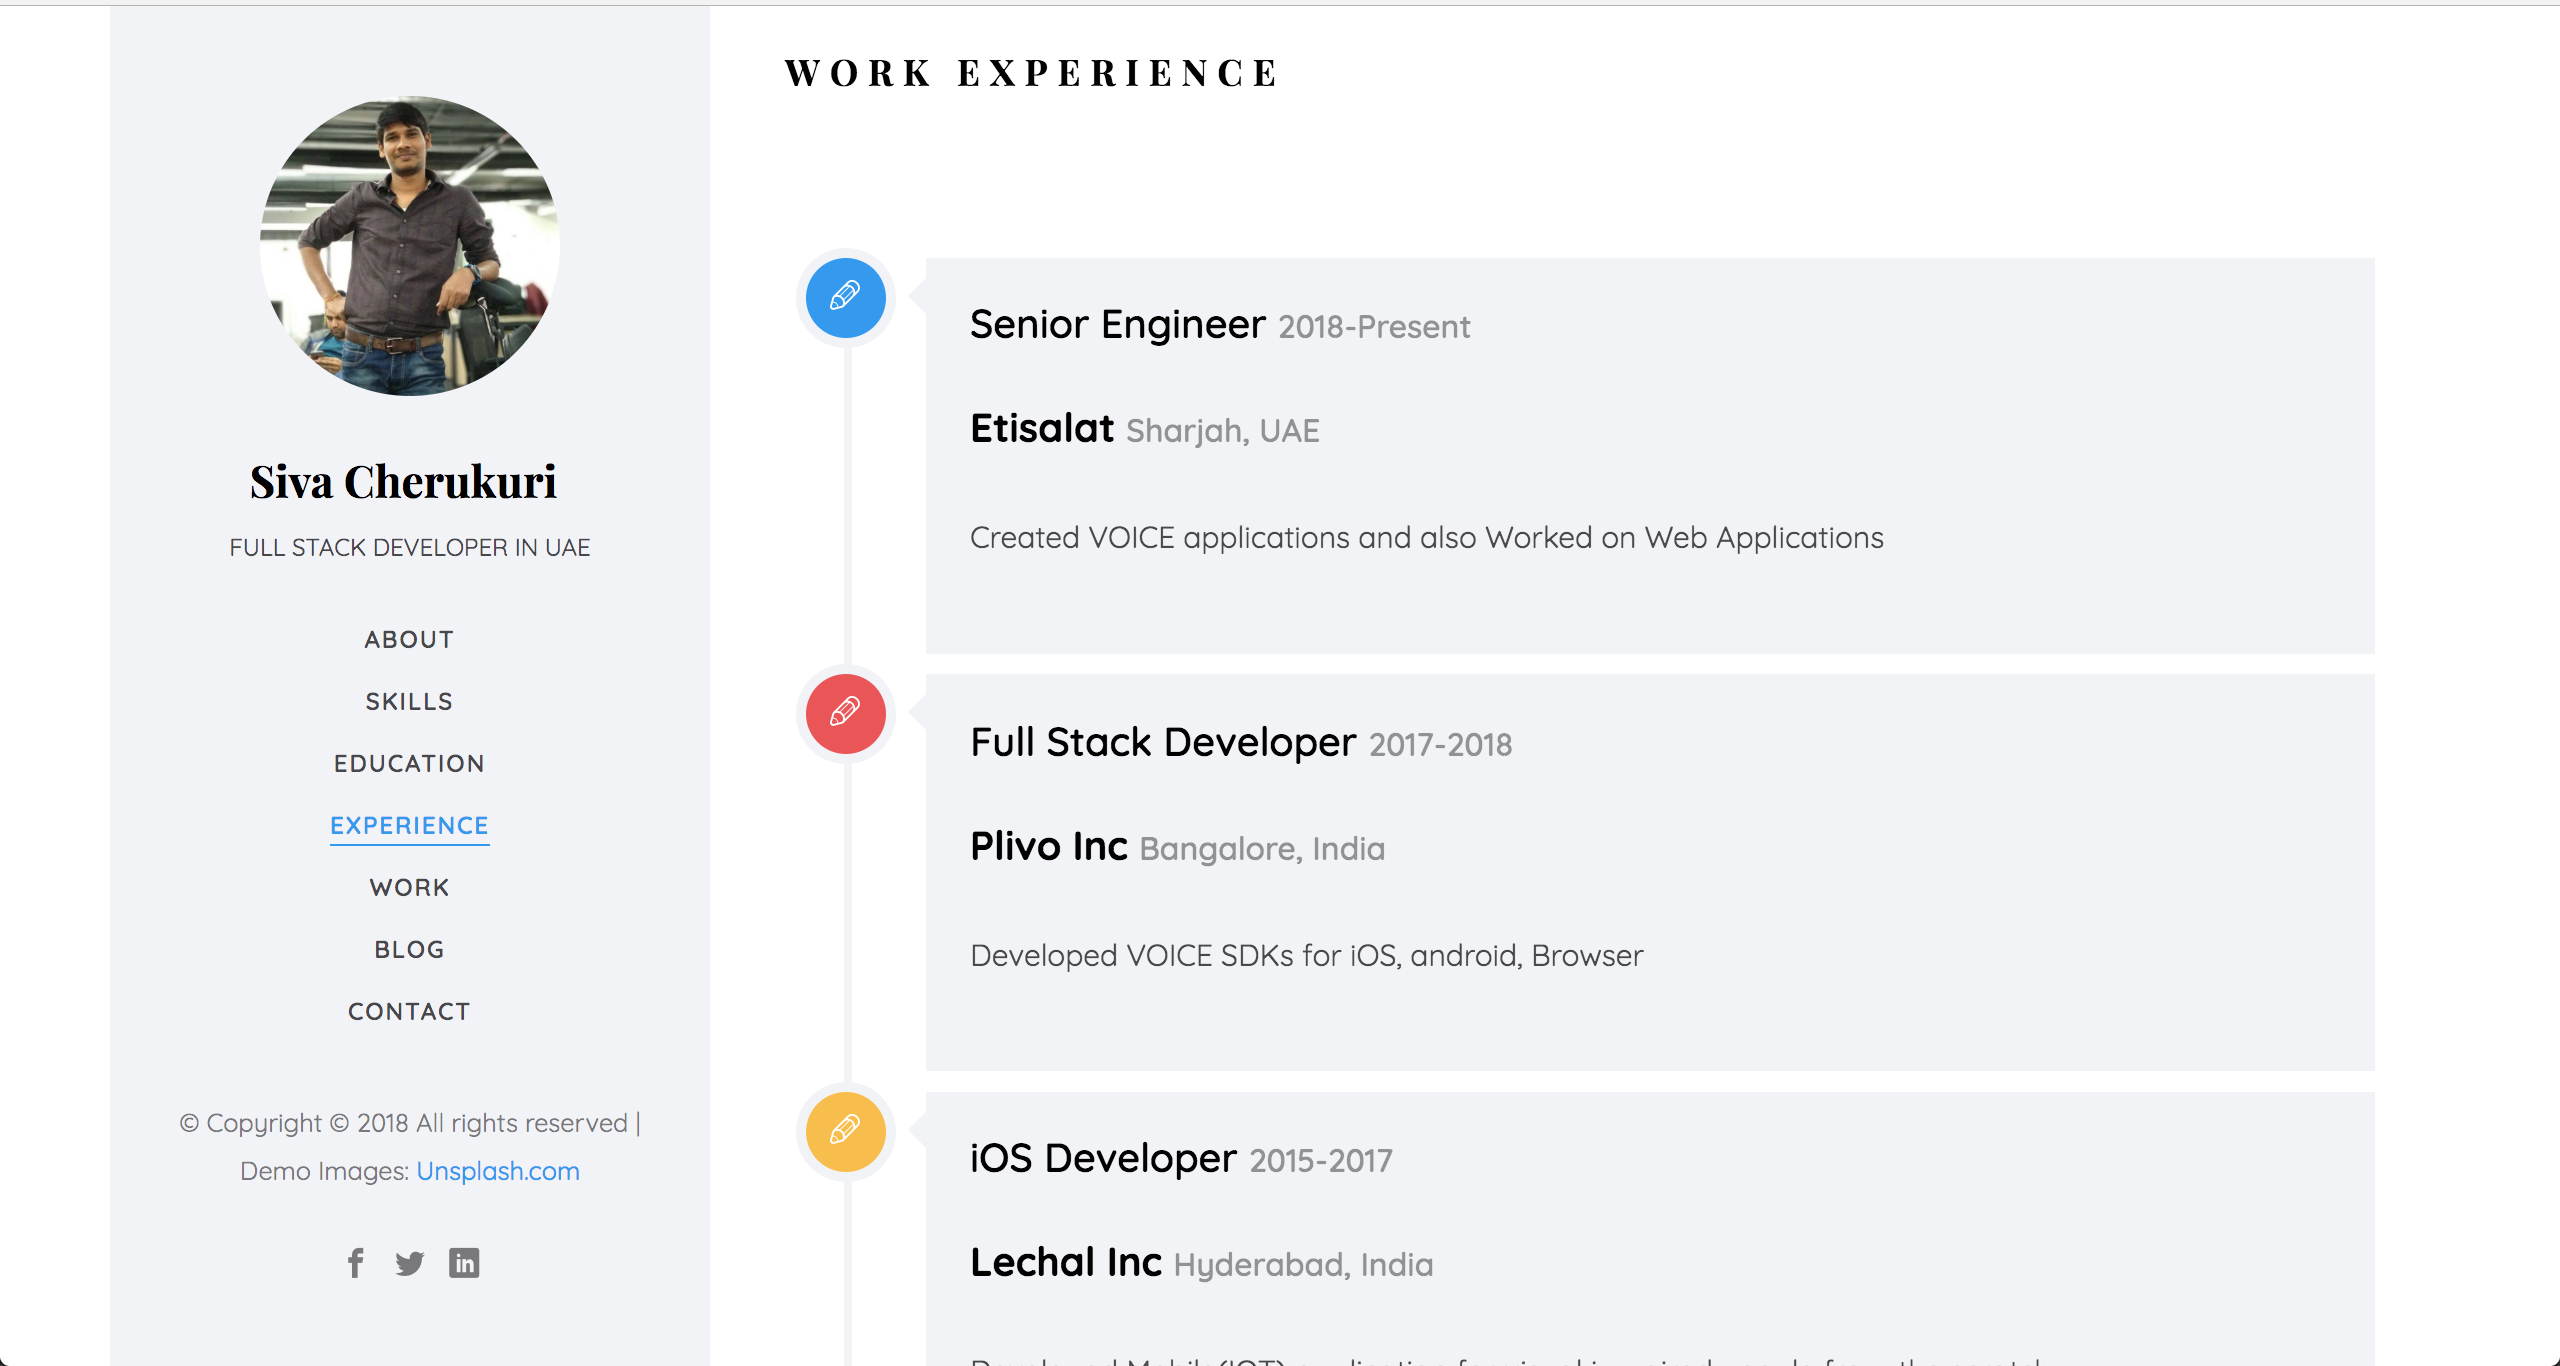 Siva Cherukuri
FULL STACK DEVELOPER IN UAE
ABOUT
SKILLS
EDUCATION
EXPERIENCE
WORK
BLOG
CONTACT
© Copyright © 2018 All rights reserved |
Demo Images: Unsplash.com
WORK EXPERIENCE
Senior Engineer 2018-Present
Etisalat Sharjah, UAE
Created VOICE applications and also Worked on Web Applications
Full Stack Developer 2017-2018
Plivo Inc Bangalore, India
Developed VOICE SDKs for iOS, android, Browser
iOS Developer 2015-2017
Lechal Inc Hyderabad, India